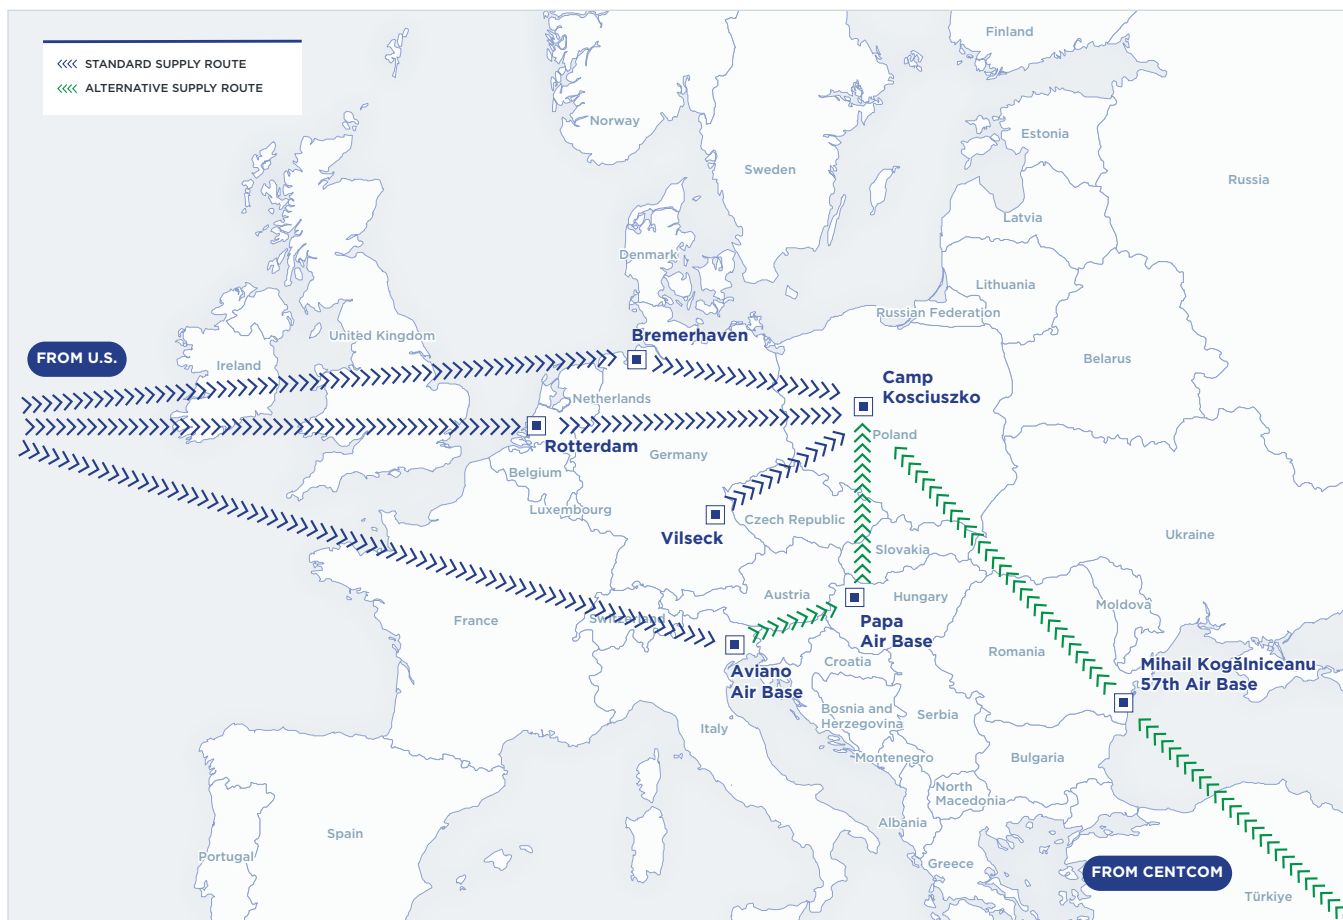 STANDARD SUPPLY ROUTE
ALTERNATIVE SUPPLY ROUTE
Finland
Norway
Estonia
Sweden
Russia
Latvia
Denmark
Lithuania
Russian Federation
United Kingdom
Bremerhaven
FROM U.S.
Ireland
Belarus
Camp
Kosciuszko
Netherlands
Poland
Rotterdam
Germany
Belgium
Luxembourg
Czech Republic
Vilseck
Ukraine
Slovakia
Austria
Hungary
Moldova
France
Switzerland
Papa
Air Base
Romania
Croatia
Mihail Kogălniceanu
57th Air Base
Aviano
Air Base
Bosnia and
Herzegovina
Serbia
Italy
Montenegro
Bulgaria
North
Macedonia
Albania
Spain
Portugal
Greece
FROM CENTCOM
Türkiye